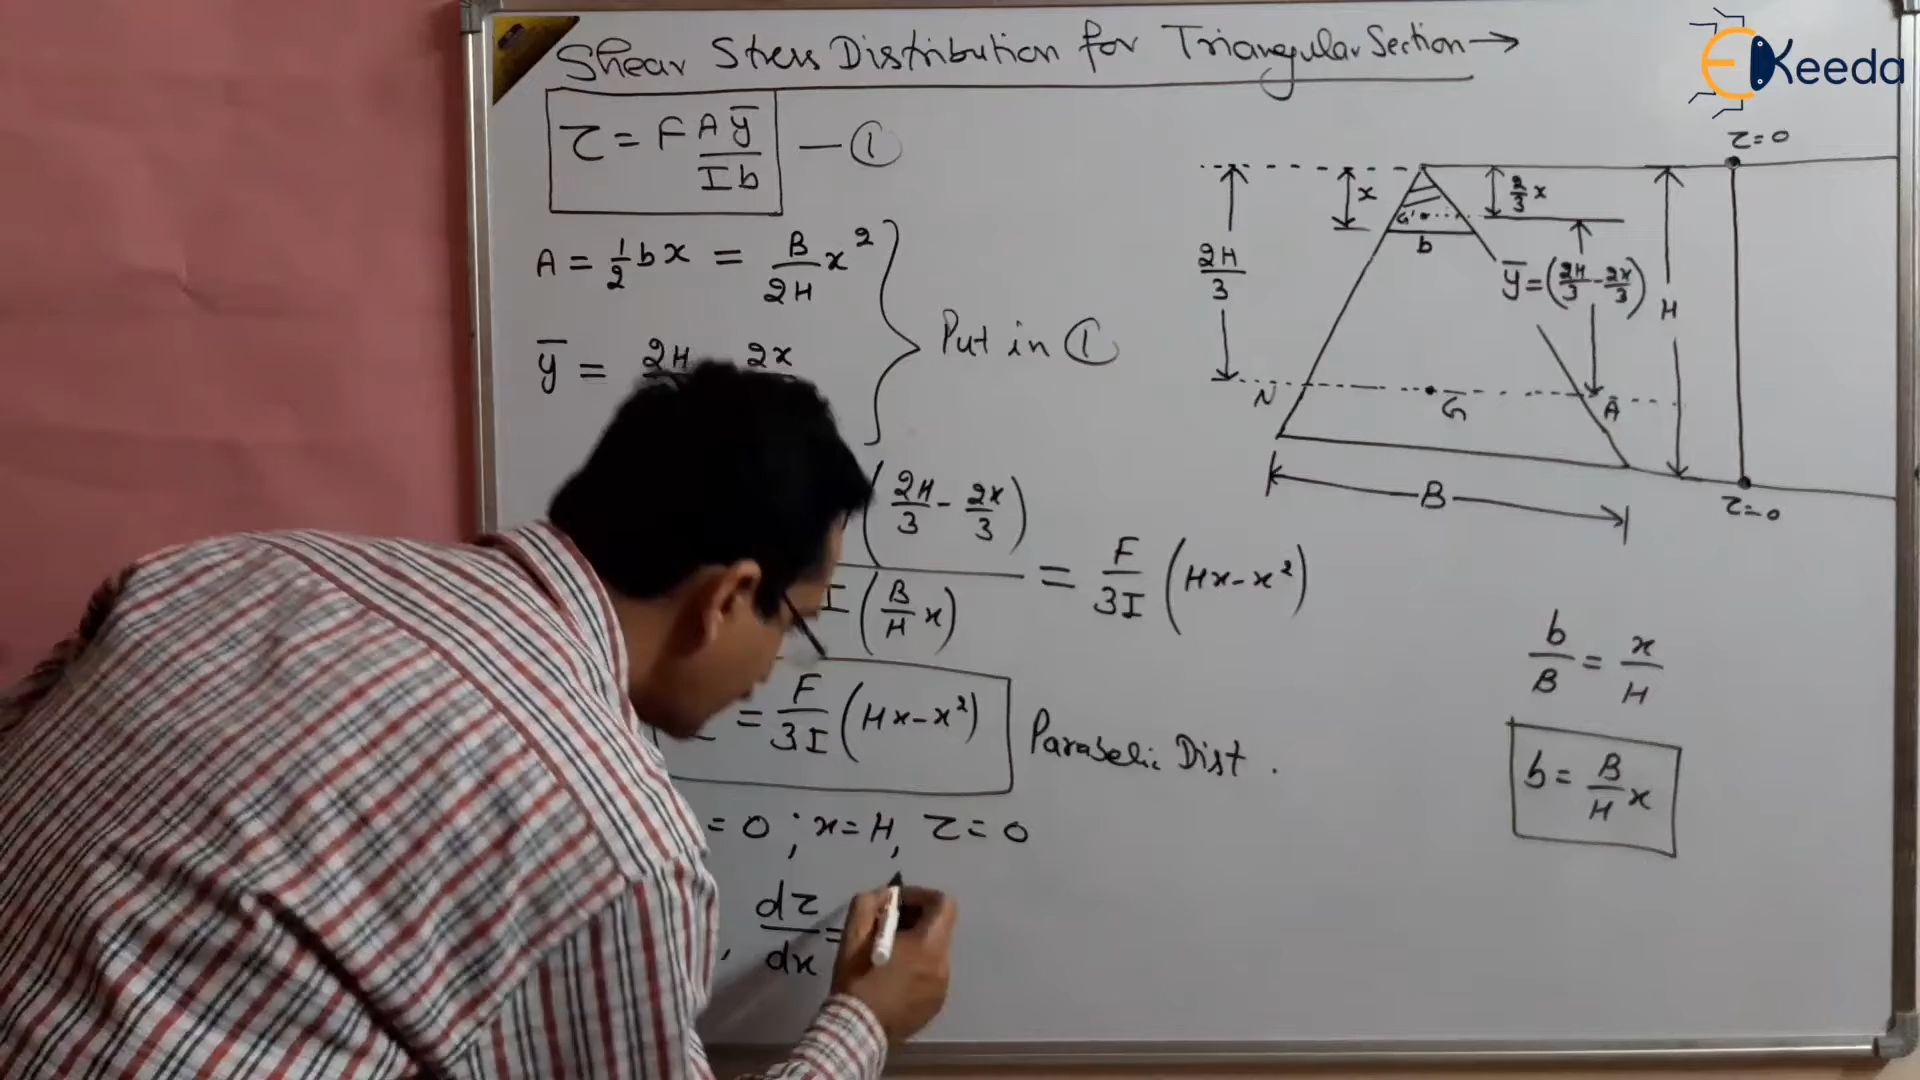 Shear Stress Distribution for Triangular Section →
EKeeda
τ = F Aȳ / Ib — ①
A = 1/2 bx = B/2H x²
ȳ = 2H - 2x
Put in ①
(2H/3 - 2x/3)
I (B/H x)
= F/3I (Hx - x²)
= F/3I (Hx - x²)
Parabolic Dist.
= 0 ; x = H, τ = 0
, dτ/dx =
τ=0
2H/3
x
G'
b
2/3 x
ȳ = (2H/3 - 2x/3)
H
N
G
A
B
τ=0
b/B = x/H
b = B/H x